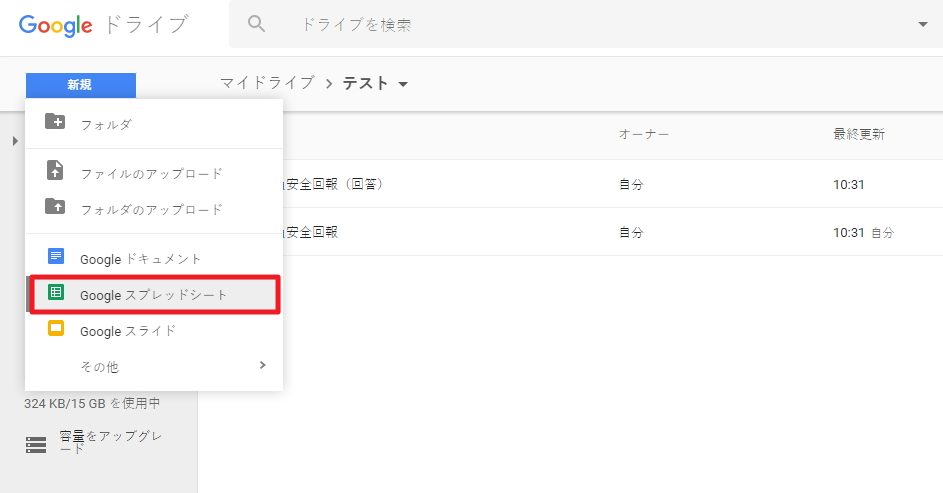 Google ドライブ
ドライブを検索
新規
マイドライブ > テスト
フォルダ
オーナー
最終更新
ファイルのアップロード
安全回報（回答）
自分
10:31
フォルダのアップロード
安全回報
自分
10:31 自分
Google ドキュメント
Google スプレッドシート
Google スライド
その他
324 KB/15 GB を使用中
容量をアップグレ
ード